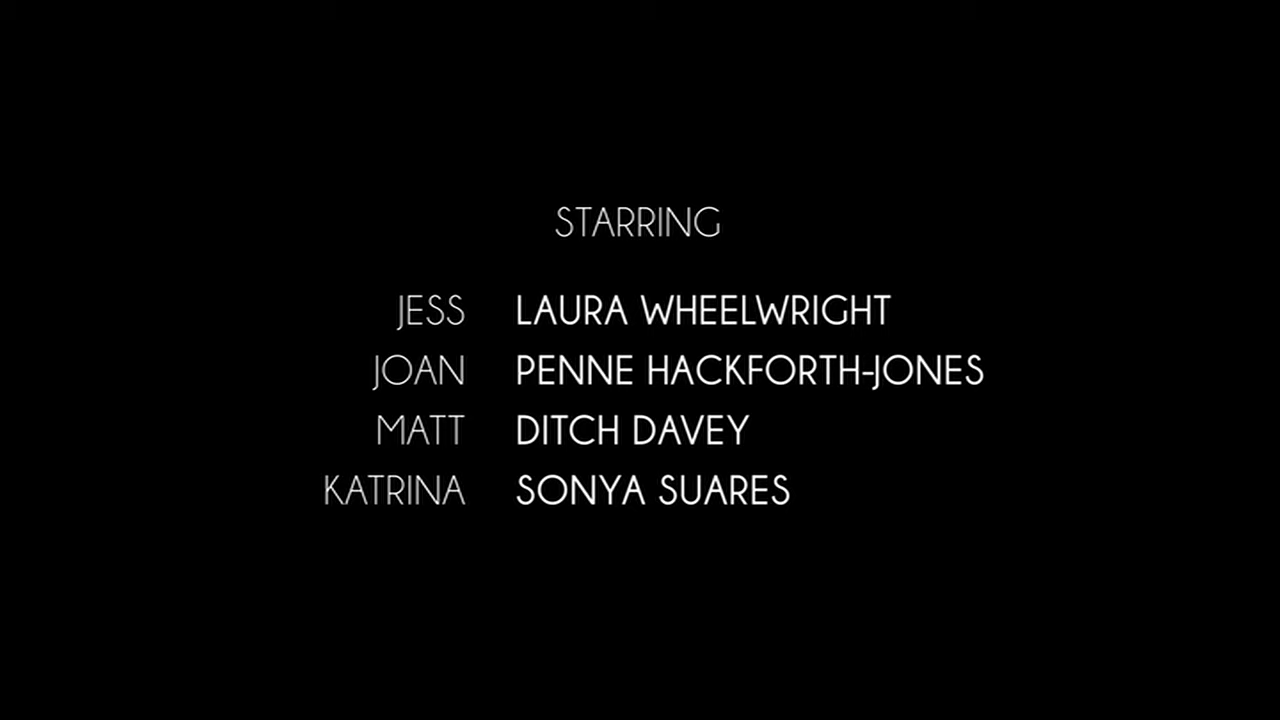 STARRING
JESS LAURA WHEELWRIGHT
JOAN PENNE HACKFORTH-JONES
MATT DITCH DAVEY
KATRINA SONYA SUARES